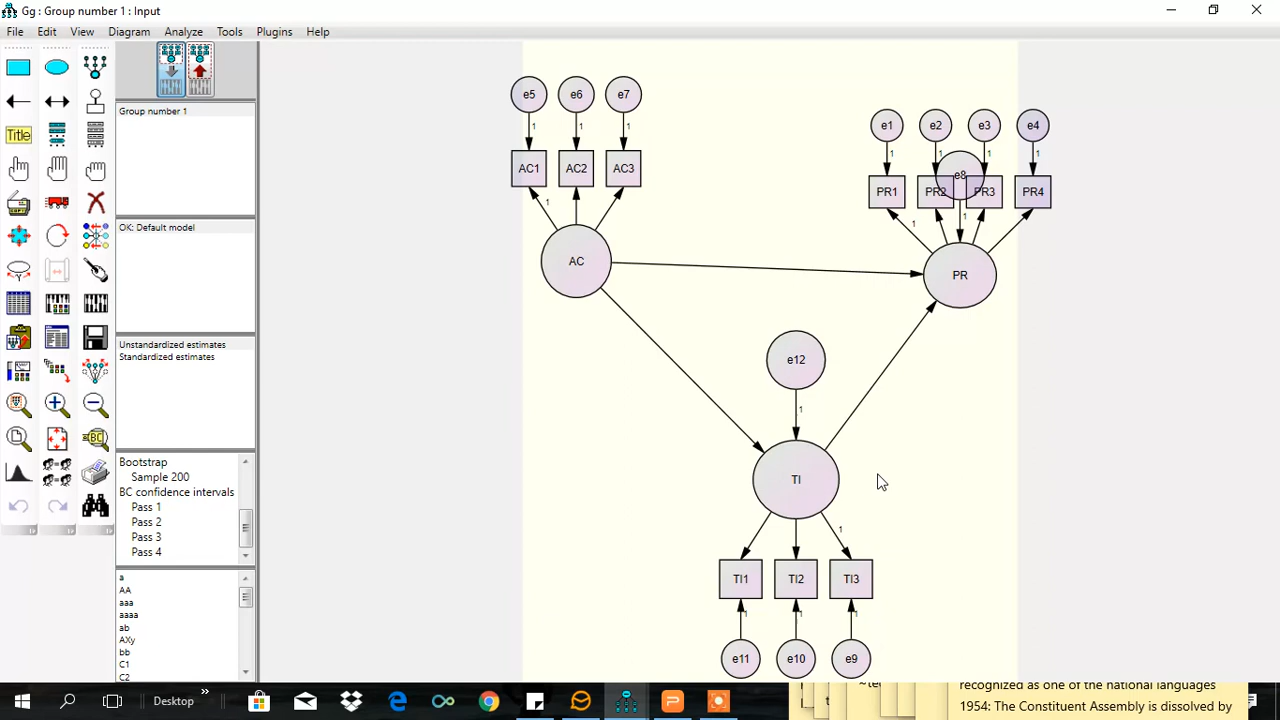 Gg : Group number 1 : Input
File Edit View Diagram Analyze Tools Plugins Help
Title
Group number 1
OK: Default model
Unstandardized estimates
Standardized estimates
Bootstrap
Sample 200
BC confidence intervals
Pass 1
Pass 2
Pass 3
Pass 4
a
AA
aaa
aaaa
ab
AXy
bb
C1
C2
e5 e6 e7
1 1 1
AC1 AC2 AC3
1
AC
e1 e2 e3 e4
1 1 1 1
e8
PR1 PR2 PR3 PR4
1
1
PR
e12
1
TI
1
TI1 TI2 TI3
1 1 1
e11 e10 e9
BC
Desktop
recognized as one of the national languages
1954: The Constituent Assembly is dissolved by